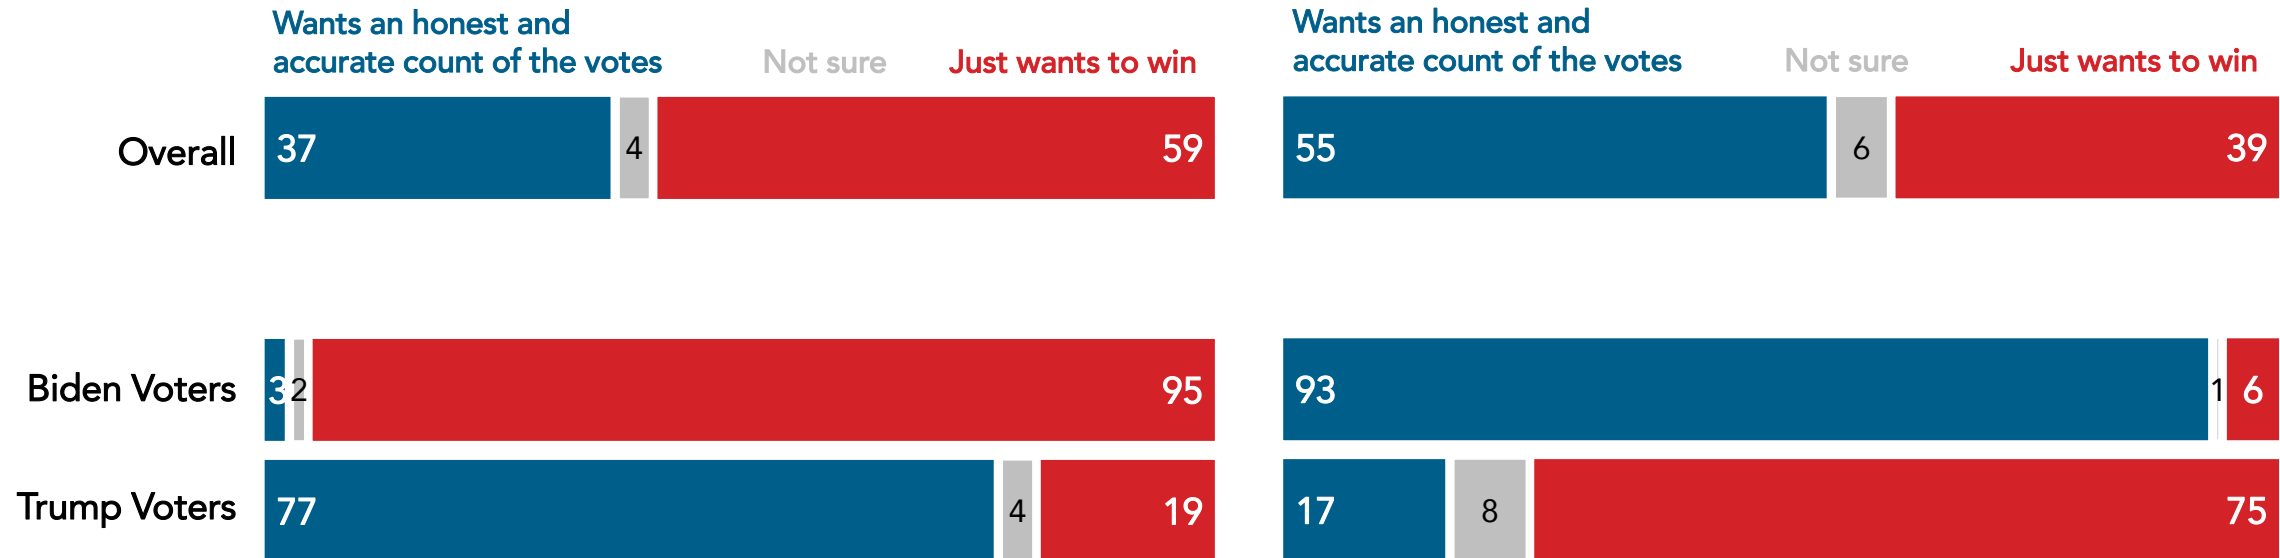 Wants an honest and
accurate count of the votes
Not sure
Just wants to win
Wants an honest and
accurate count of the votes
Not sure
Just wants to win
Overall
37
4
59
55
6
39
Biden Voters
3
2
95
93
1
6
Trump Voters
77
4
19
17
8
75